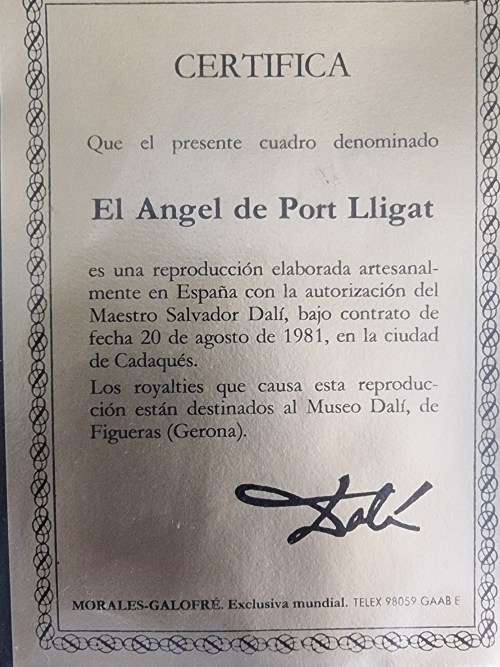 CERTIFICA
Que el presente cuadro denominado
El Angel de Port Lligat
es una reproducción elaborada artesanal-
mente en España con la autorización del
Maestro Salvador Dalí, bajo contrato de
fecha 20 de agosto de 1981, en la ciudad
de Cadaqués.
Los royalties que causa esta reproduc-
ción están destinados al Museo Dalí, de
Figueras (Gerona).
Dalí
MORALES-GALOFRÉ. Exclusiva mundial. TELEX 98059 GAAB E